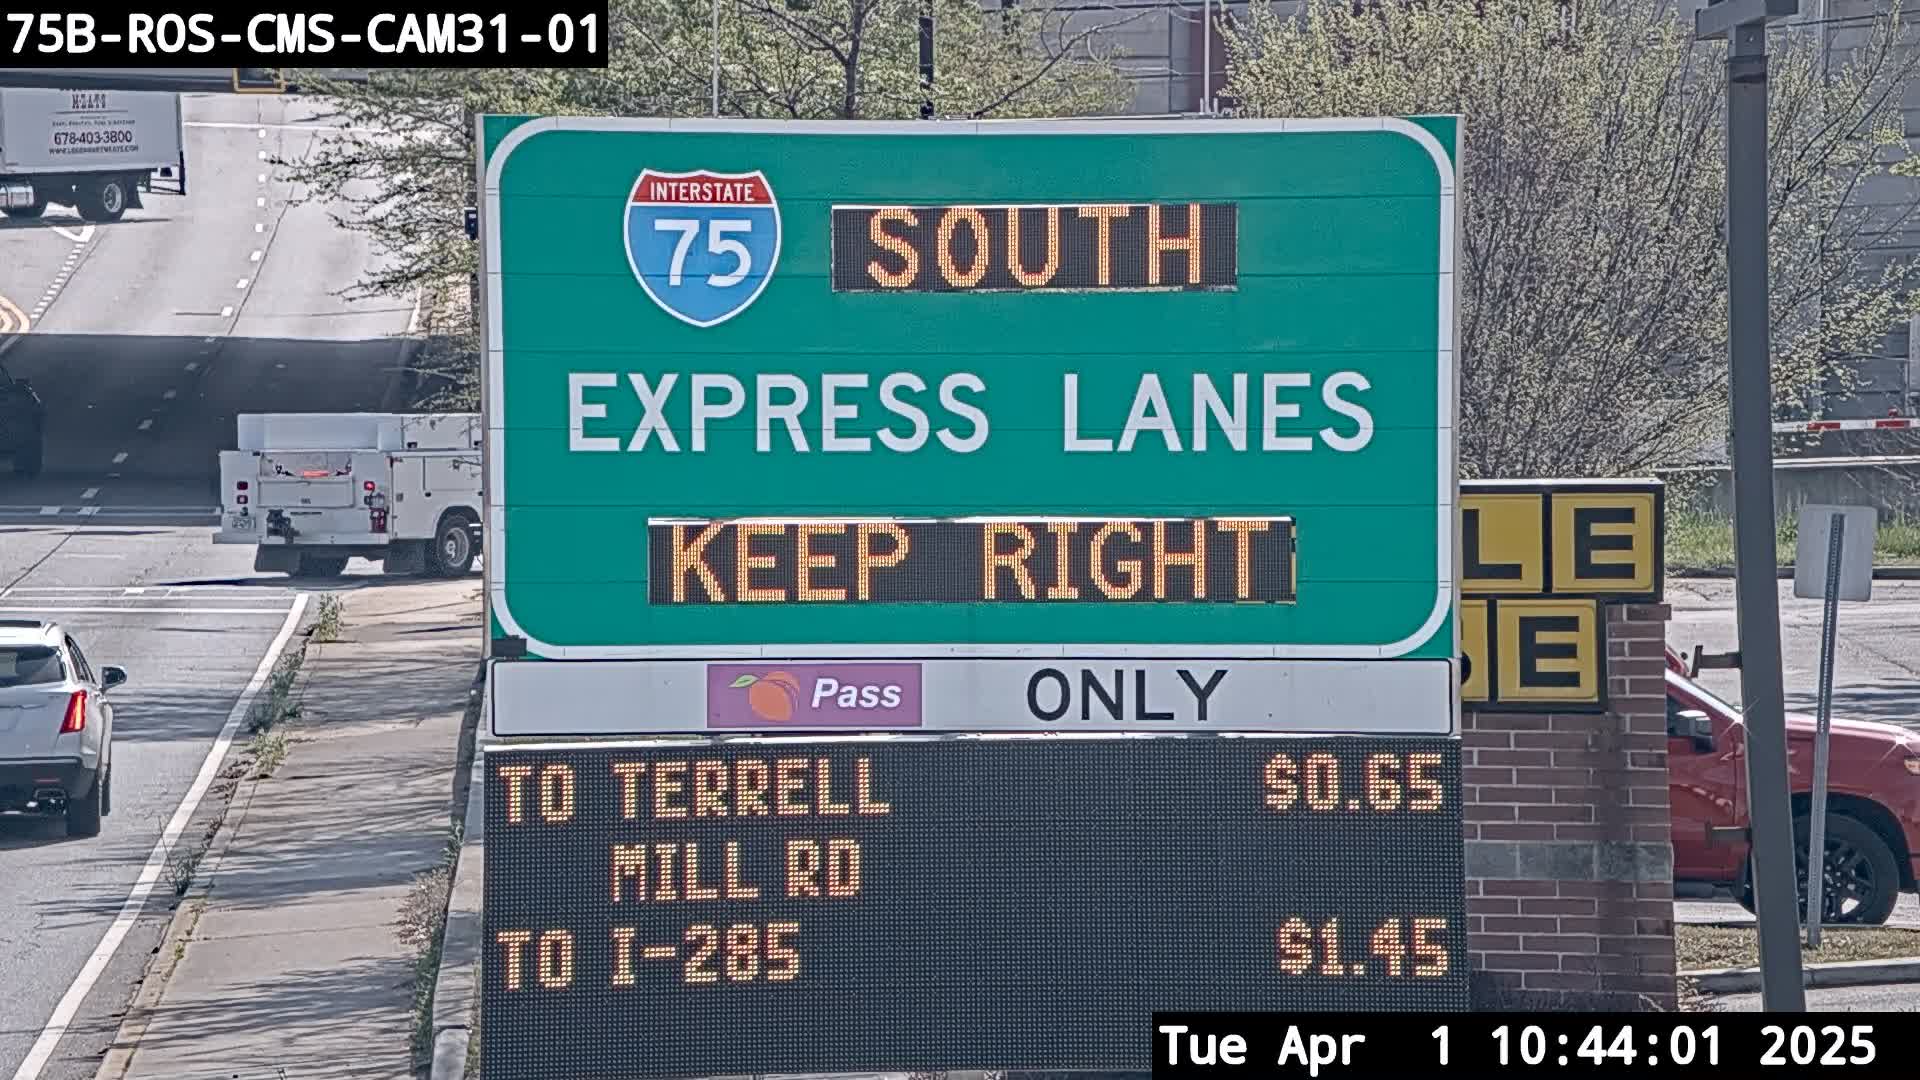 75B-ROS-CMS-CAM31-01
MEATS
678-403-3800
INTERSTATE
75
SOUTH
EXPRESS LANES
KEEP RIGHT
Pass ONLY
TO TERRELL $0.65
MILL RD
TO I-285 $1.45
LE
E
Tue Apr 1 10:44:01 2025